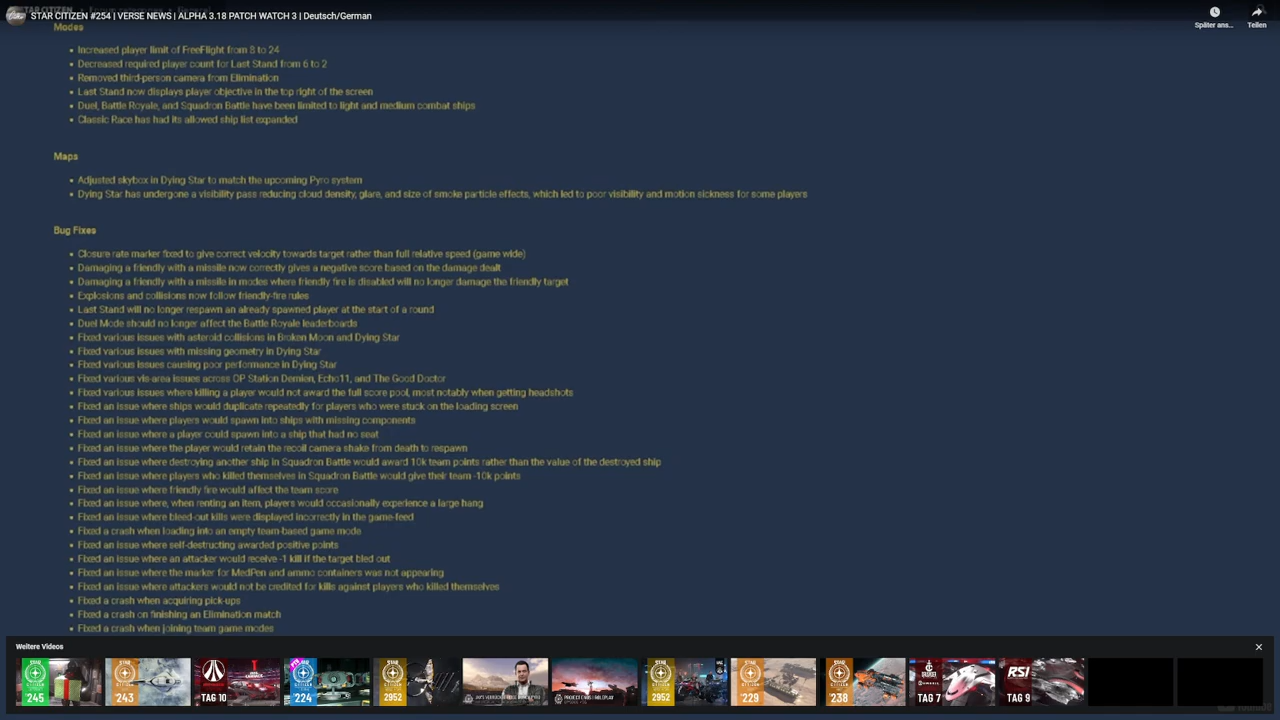 STAR CITIZEN #254 | VERSE NEWS | ALPHA 3.18 PATCH WATCH 3 | Deutsch/German
Später ans...
Teilen
Modes
Increased player limit of FreeFlight from 8 to 24
Decreased required player count for Last Stand from 6 to 2
Removed third-person camera from Elimination
Last Stand now displays player objective in the top right of the screen
Duel, Battle Royale, and Squadron Battle have been limited to light and medium combat ships
Classic Race has had its allowed ship list expanded
Maps
Adjusted skybox in Dying Star to match the upcoming Pyro system
Dying Star has undergone a visibility pass reducing cloud density, glare, and size of smoke particle effects, which led to poor visibility and motion sickness for some players
Bug Fixes
Closure rate marker fixed to give correct velocity towards target rather than full relative speed (game wide)
Damaging a friendly with a missile now correctly gives a negative score based on the damage dealt
Damaging a friendly with a missile in modes where friendly fire is disabled will no longer damage the friendly target
Explosions and collisions now follow friendly-fire rules
Last Stand will no longer respawn an already spawned player at the start of a round
Duel Mode should no longer affect the Battle Royale leaderboards
Fixed various issues with asteroid collisions in Broken Moon and Dying Star
Fixed various issues with missing geometry in Dying Star
Fixed various issues causing poor performance in Dying Star
Fixed various vis-area issues across OP Station Demien, Echo11, and The Good Doctor
Fixed various issues where killing a player would not award the full score pool, most notably when getting headshots
Fixed an issue where ships would duplicate repeatedly for players who were stuck on the loading screen
Fixed an issue where players would spawn into ships with missing components
Fixed an issue where a player could spawn into a ship that had no seat
Fixed an issue where the player would retain the recoil camera shake from death to respawn
Fixed an issue where destroying another ship in Squadron Battle would award 10k team points rather than the value of the destroyed ship
Fixed an issue where players who killed themselves in Squadron Battle would give their team -10k points
Fixed an issue where friendly fire would affect the team score
Fixed an issue where, when renting an item, players would occasionally experience a large hang
Fixed an issue where bleed-out kills were displayed incorrectly in the game-feed
Fixed a crash when loading into an empty team-based game mode
Fixed an issue where self-destructing awarded positive points
Fixed an issue where an attacker would receive -1 kill if the target bled out
Fixed an issue where the marker for MedPen and ammo containers was not appearing
Fixed an issue where attackers would not be credited for kills against players who killed themselves
Fixed a crash when acquiring pick-ups
Fixed a crash on finishing an Elimination match
Fixed a crash when joining team game modes
Weitere Videos
245
243
TAG 10
224
2952
2952
229
238
TAG 7
RSI
TAG 9